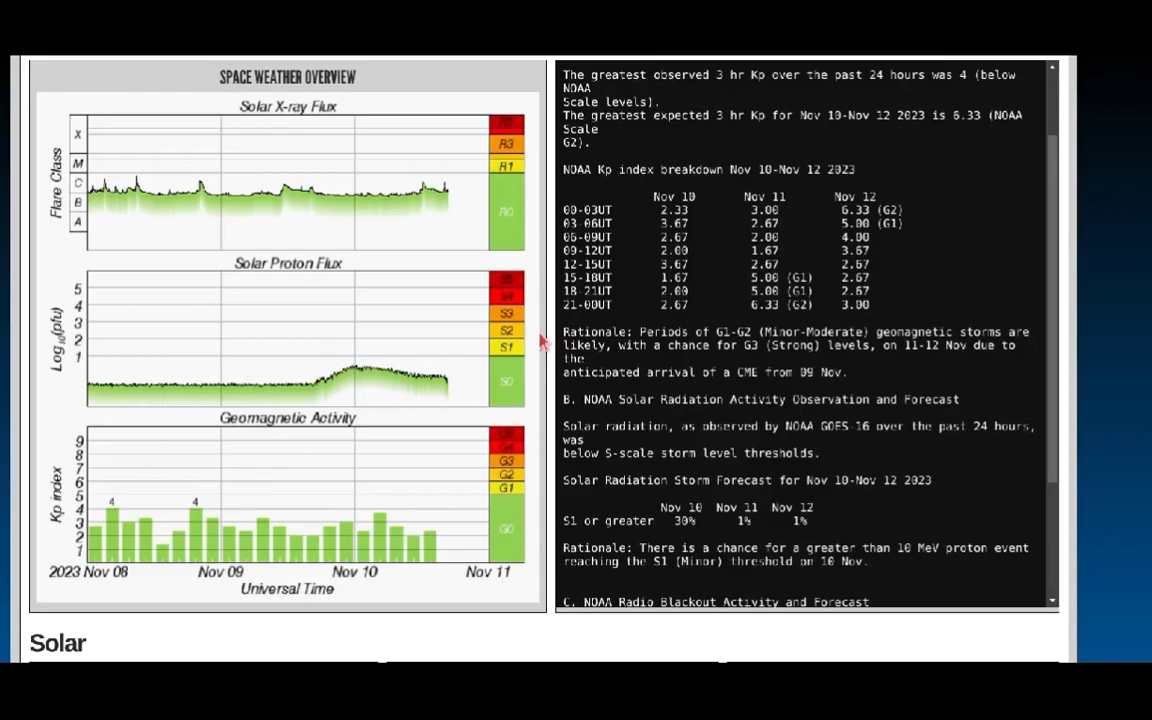 SPACE WEATHER OVERVIEW
Solar X-ray Flux
Flare Class
X
M
C
B
A
R3
R1
R0
Solar Proton Flux
Log10(pfu)
5
4
3
2
1
S5
S4
S3
S2
S1
S0
Geomagnetic Activity
Kp index
9
8
7
6
5
4
3
2
1
4
4
G4
G3
G2
G1
G0
2023 Nov 08
Nov 09
Nov 10
Nov 11
Universal Time
The greatest observed 3 hr Kp over the past 24 hours was 4 (below
NOAA
Scale levels).
The greatest expected 3 hr Kp for Nov 10-Nov 12 2023 is 6.33 (NOAA
Scale
G2).
NOAA Kp index breakdown Nov 10-Nov 12 2023
Nov 10 Nov 11 Nov 12
00-03UT 2.33 3.00 6.33 (G2)
03-06UT 3.67 2.67 5.00 (G1)
06-09UT 2.67 2.00 4.00
09-12UT 2.00 1.67 3.67
12-15UT 3.67 2.67 2.67
15-18UT 1.67 5.00 (G1) 2.67
18-21UT 2.00 5.00 (G1) 2.67
21-00UT 2.67 6.33 (G2) 3.00
Rationale: Periods of G1-G2 (Minor-Moderate) geomagnetic storms are
likely, with a chance for G3 (Strong) levels, on 11-12 Nov due to
the
anticipated arrival of a CME from 09 Nov.
B. NOAA Solar Radiation Activity Observation and Forecast
Solar radiation, as observed by NOAA GOES-16 over the past 24 hours,
was
below S-scale storm level thresholds.
Solar Radiation Storm Forecast for Nov 10-Nov 12 2023
Nov 10 Nov 11 Nov 12
S1 or greater 30% 1% 1%
Rationale: There is a chance for a greater than 10 MeV proton event
reaching the S1 (Minor) threshold on 10 Nov.
C. NOAA Radio Blackout Activity and Forecast
Solar